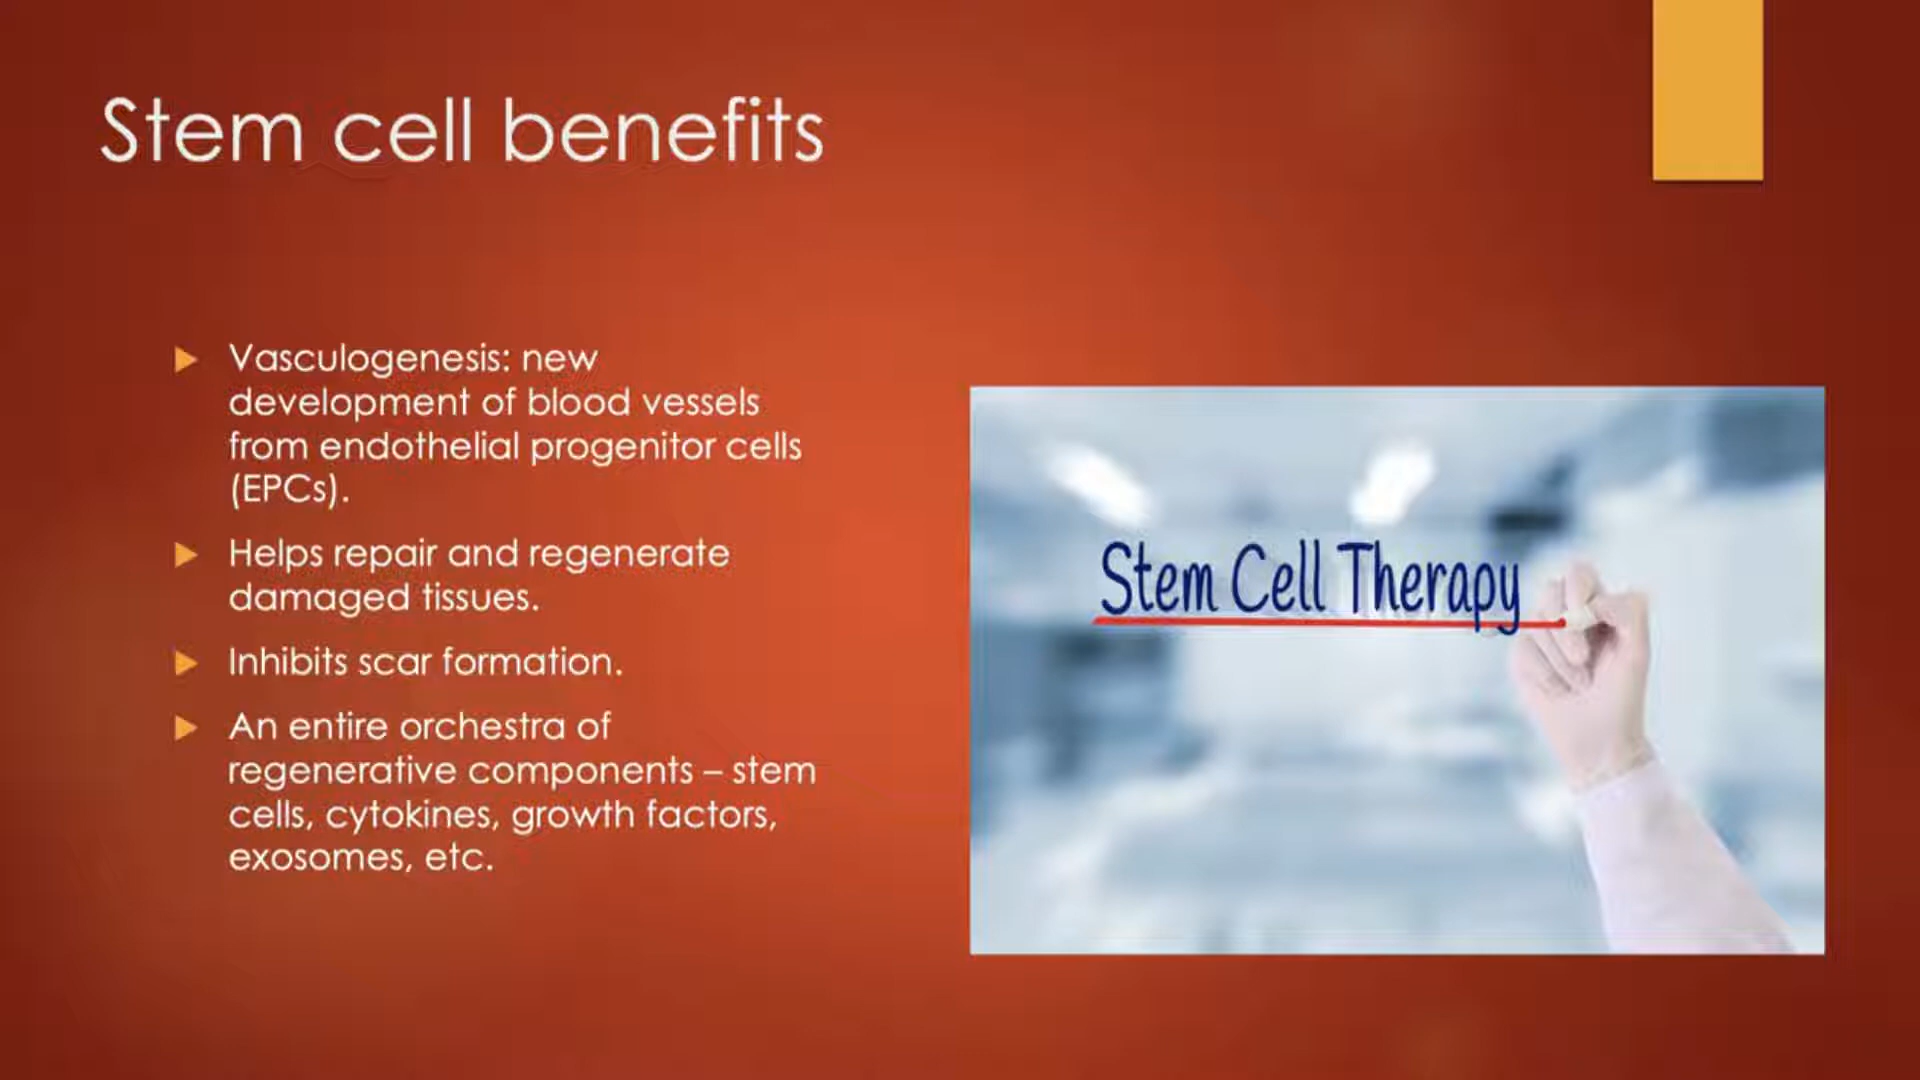 Stem cell benefits
Vasculogenesis: new
development of blood vessels
from endothelial progenitor cells
(EPCs).
Helps repair and regenerate
damaged tissues.
Inhibits scar formation.
An entire orchestra of
regenerative components – stem
cells, cytokines, growth factors,
exosomes, etc.
Stem Cell Therapy